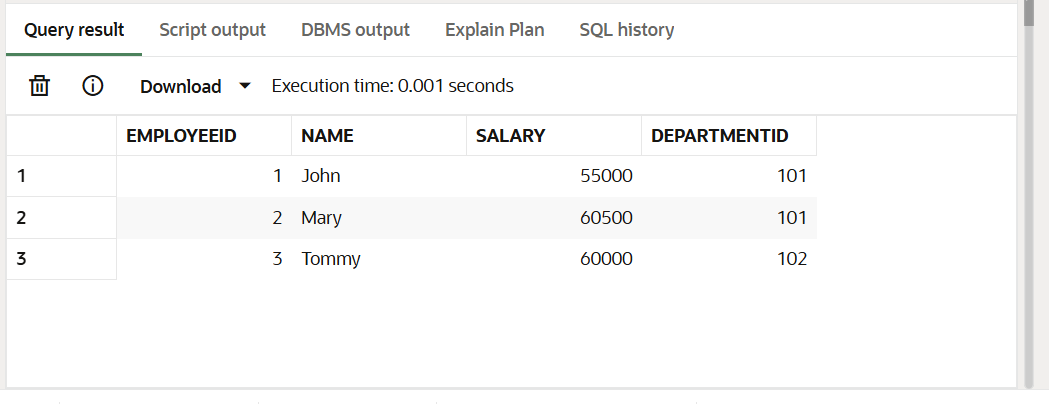 Query result Script output DBMS output Explain Plan SQL history
Download Execution time: 0.001 seconds
EMPLOYEEID NAME SALARY DEPARTMENTID
1 1 John 55000 101
2 2 Mary 60500 101
3 3 Tommy 60000 102